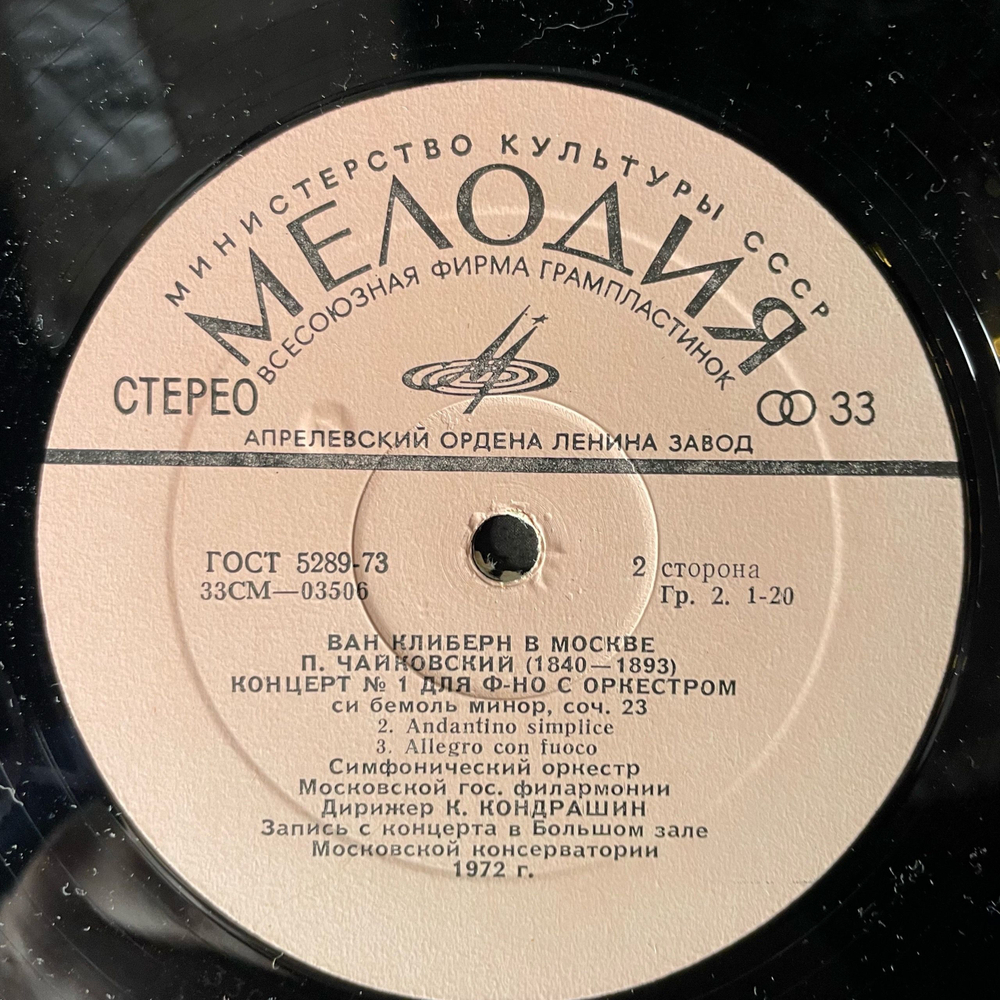 МИНИСТЕРСТВО КУЛЬТУРЫ СССР
МЕЛОДИЯ
ВСЕСОЮЗНАЯ ФИРМА ГРАМПЛАСТИНОК
СТЕРЕО
33
АПРЕЛЕВСКИЙ ОРДЕНА ЛЕНИНА ЗАВОД
ГОСТ 5289-73
2 сторона
33СМ—03506
Гр. 2. 1-20
ВАН КЛИБЕРН В МОСКВЕ
П. ЧАЙКОВСКИЙ (1840—1893)
КОНЦЕРТ № 1 ДЛЯ Ф-НО С ОРКЕСТРОМ
си бемоль минор, соч. 23
2. Andantino simplice
3. Allegro con fuoco
Симфонический оркестр
Московской гос. филармонии
Дирижер К. КОНДРАШИН
Запись с концерта в Большом зале
Московской консерватории
1972 г.